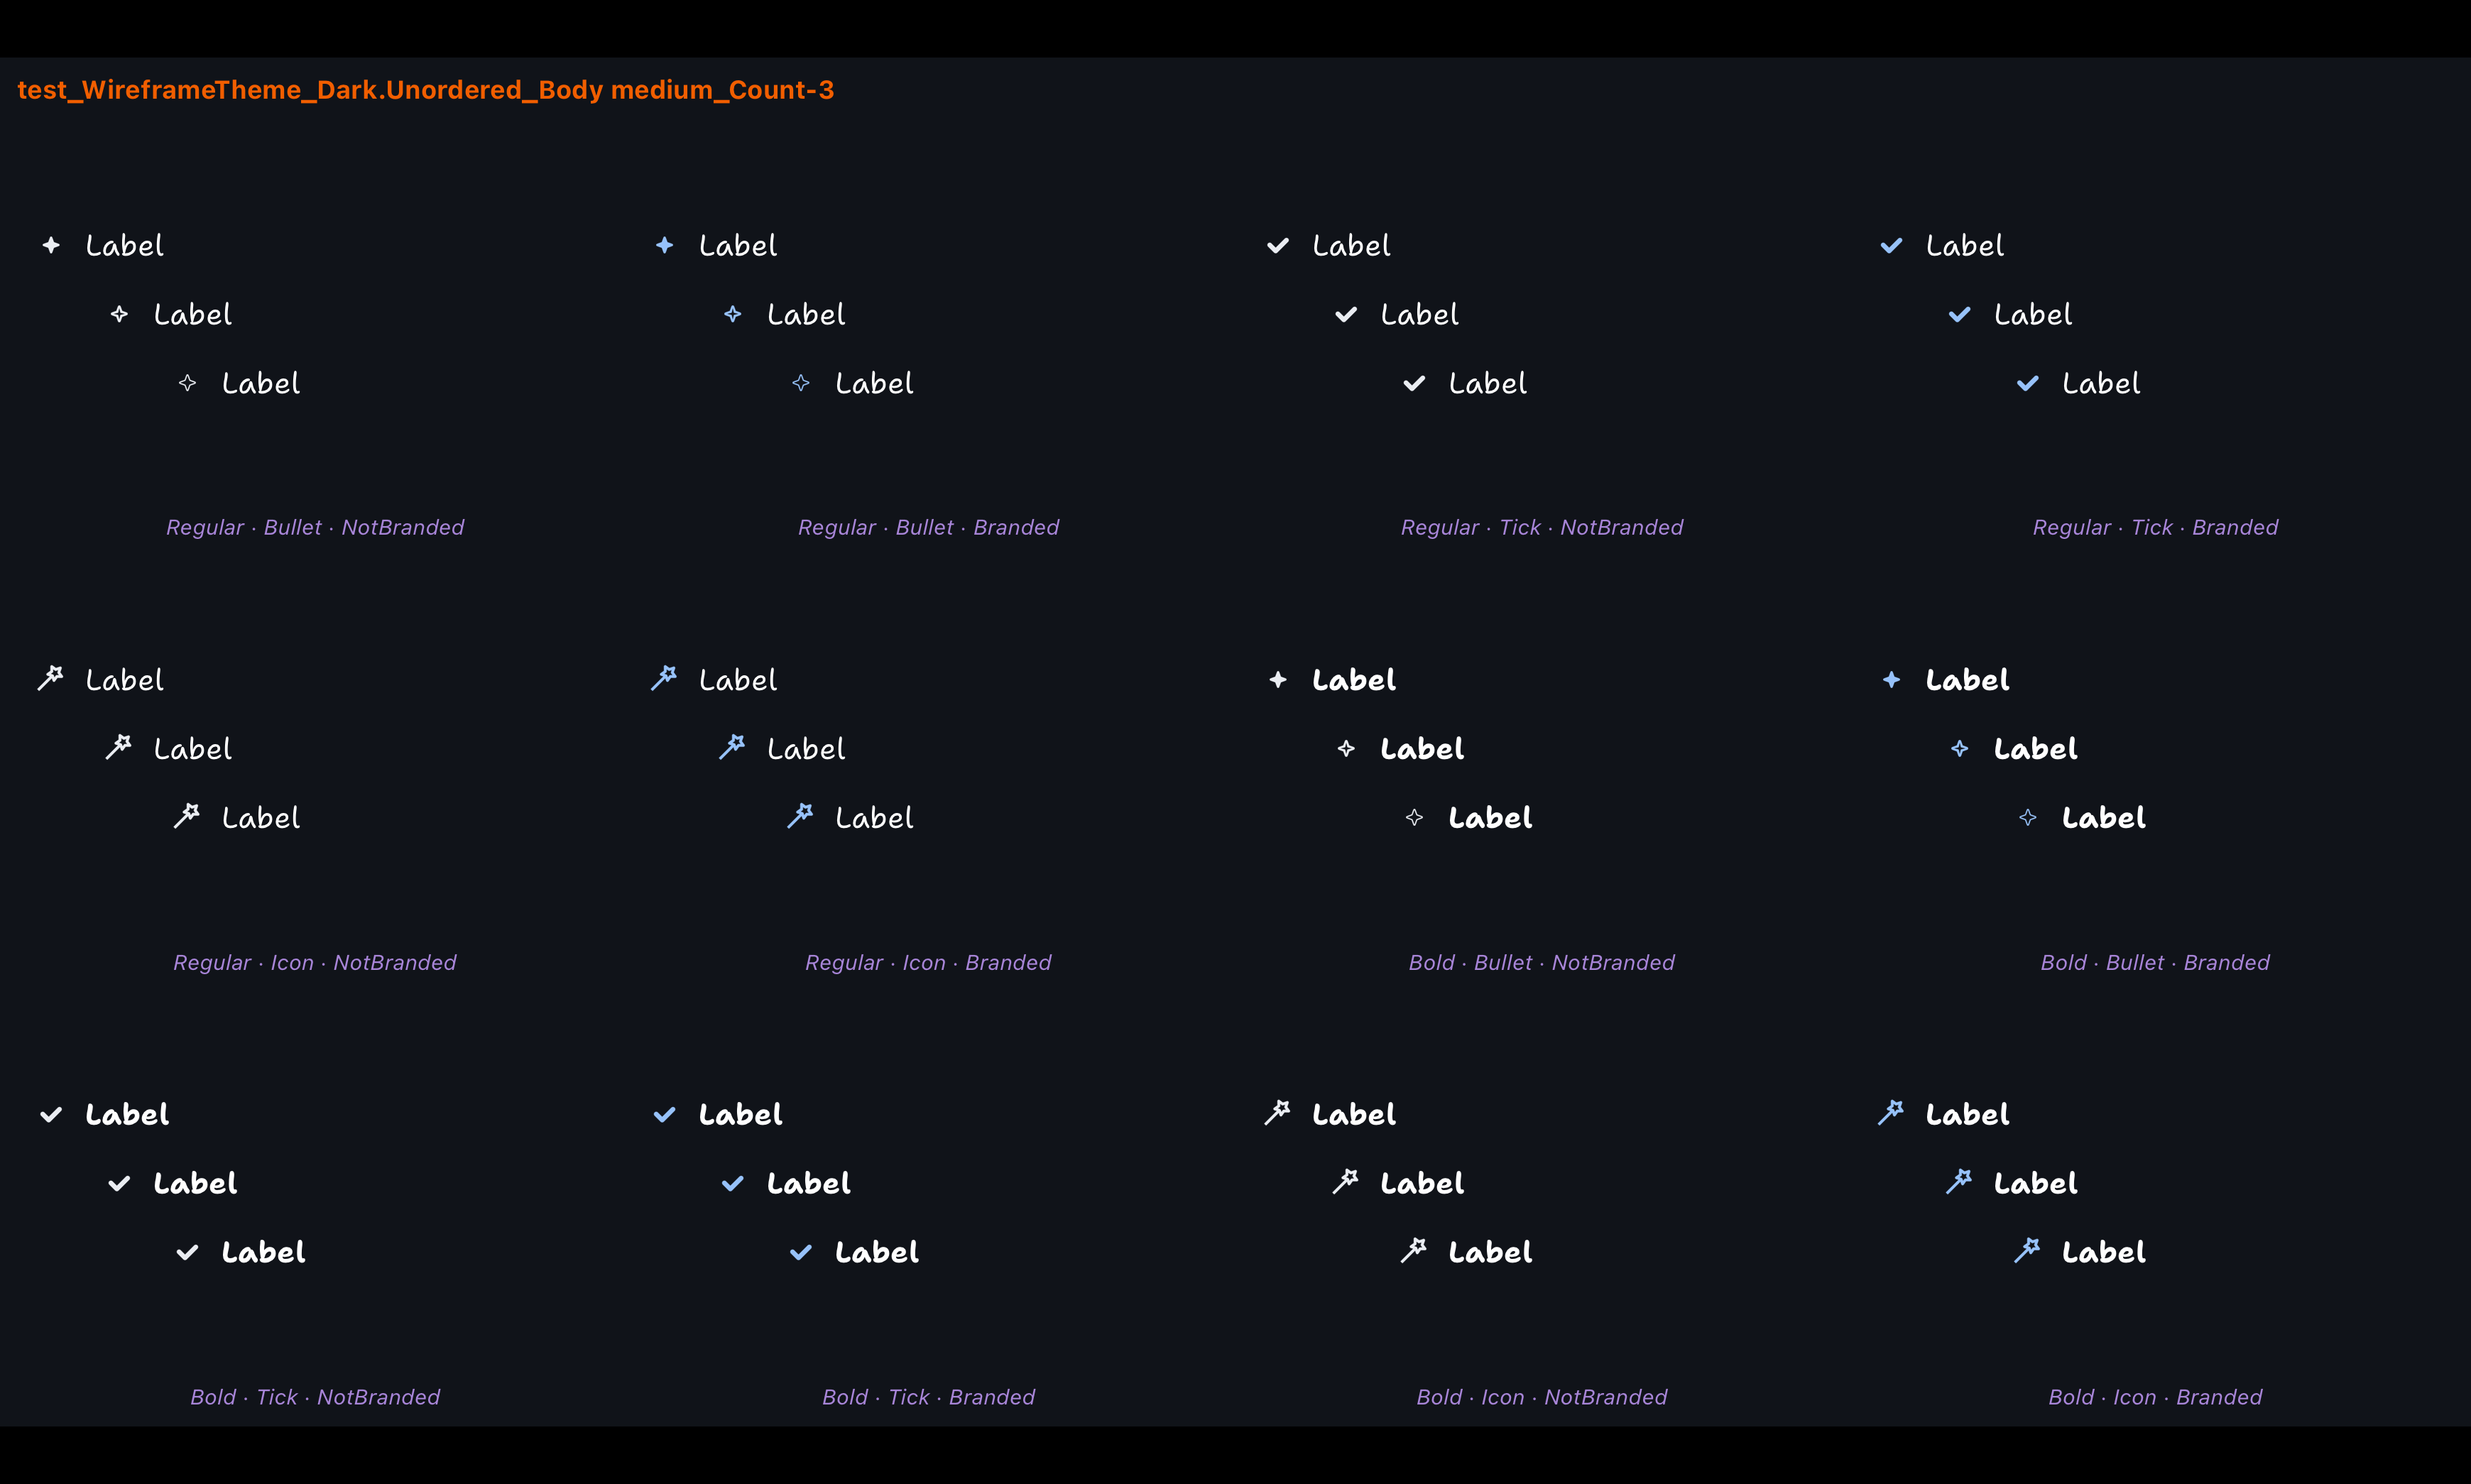 test_WireframeTheme_Dark.Unordered_Body medium_Count-3
Label
Label
Label
Regular · Bullet · NotBranded
Label
Label
Label
Regular · Bullet · Branded
Label
Label
Label
Regular · Tick · NotBranded
Label
Label
Label
Regular · Tick · Branded
Label
Label
Label
Regular · Icon · NotBranded
Label
Label
Label
Regular · Icon · Branded
Label
Label
Label
Bold · Bullet · NotBranded
Label
Label
Label
Bold · Bullet · Branded
Label
Label
Label
Bold · Tick · NotBranded
Label
Label
Label
Bold · Tick · Branded
Label
Label
Label
Bold · Icon · NotBranded
Label
Label
Label
Bold · Icon · Branded